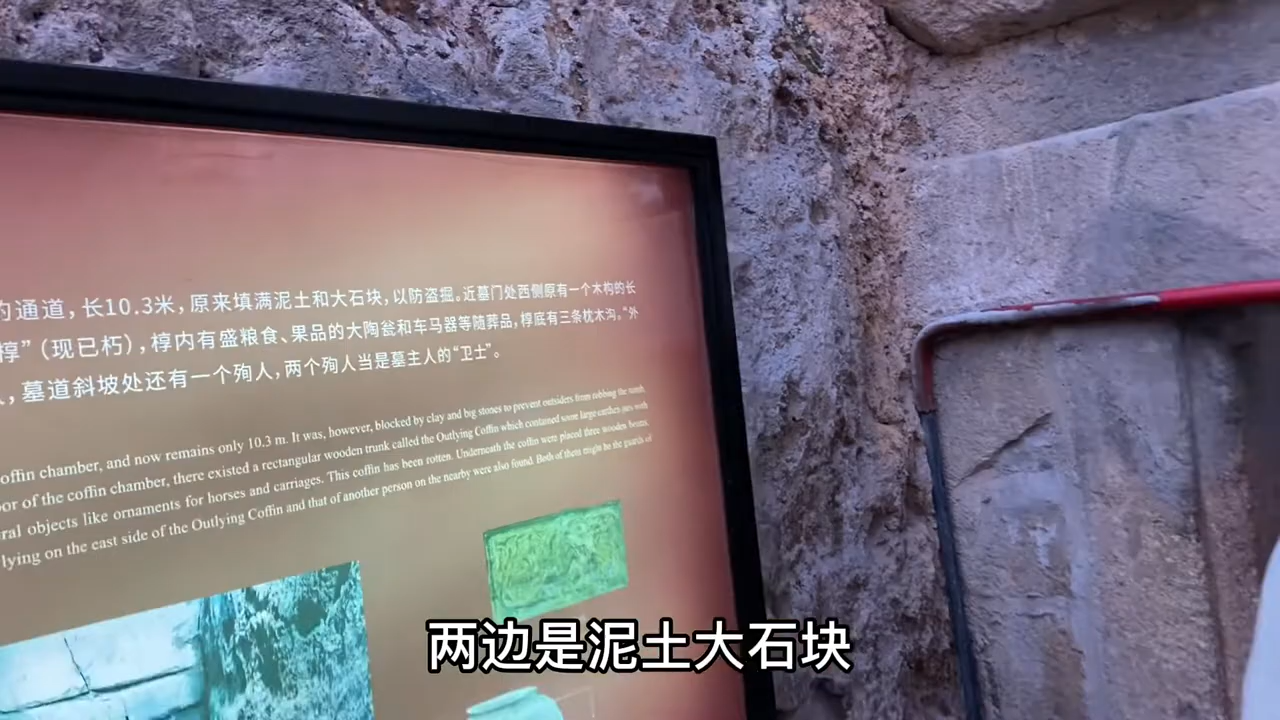 的通道，长10.3米，原来填满泥土和大石块，以防盗掘。近墓门处西侧原有一个木构的长
椁”（现已朽），椁内有盛粮食、果品的大陶瓮和车马器等随葬品，椁底有三条枕木沟。“外
，墓道斜坡处还有一个殉人，两个殉人当是墓主人的“卫士”。
offin chamber, and now remains only 10.3 m. It was, however, blocked by clay and big stones to prevent outsiders from robbing the tomb.
oor of the coffin chamber, there existed a rectangular wooden trunk called the Outlying Coffin which contained some large earthen jars with
eral objects like ornaments for horses and carriages. This coffin has been rotten. Underneath the coffin were placed three wooden beams.
lying on the east side of the Outlying Coffin and that of another person on the nearby were also found. Both of them might be the guards of
两边是泥土大石块